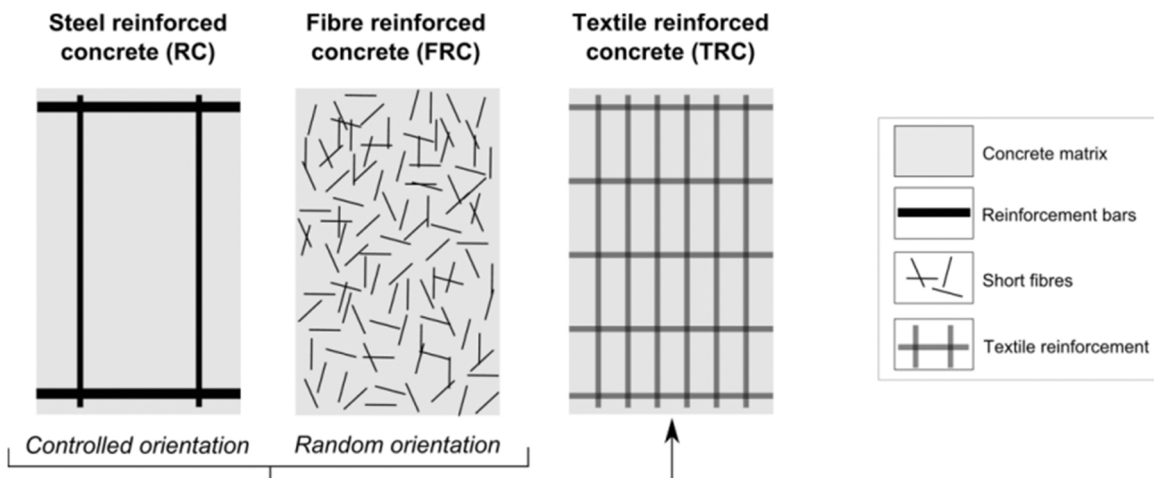 Steel reinforced
concrete (RC)
Fibre reinforced
concrete (FRC)
Textile reinforced
concrete (TRC)
Concrete matrix
Reinforcement bars
Short fibres
Textile reinforcement
Controlled orientation
Random orientation